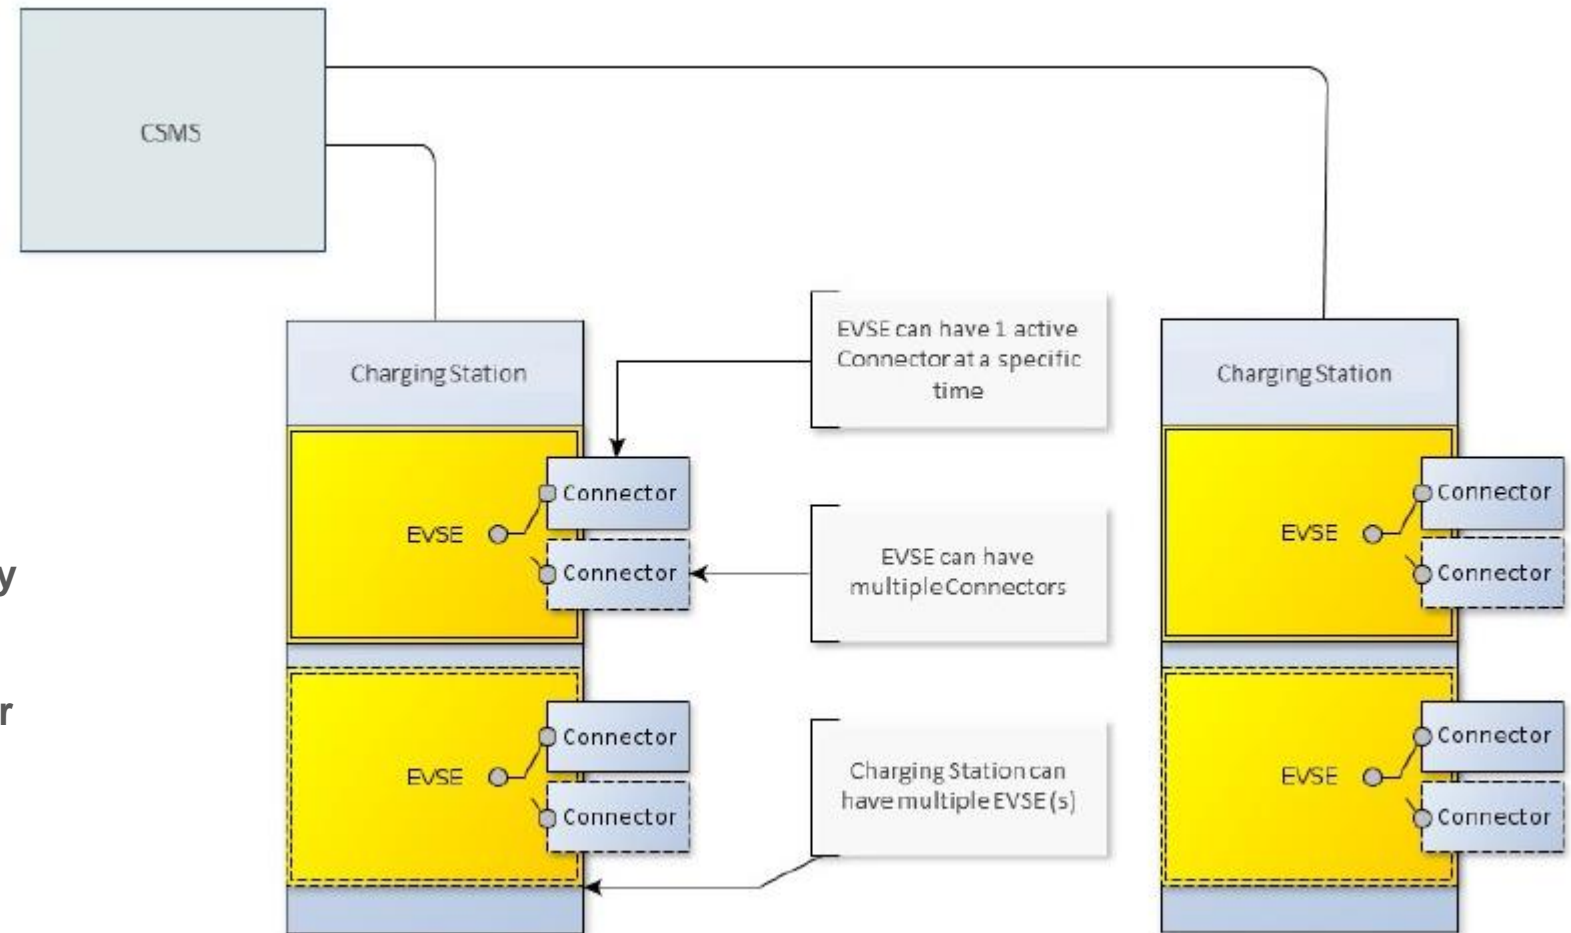 CSMS
Charging Station
EVSE
Connector
Connector
EVSE
Connector
Connector
EVSE can have 1 active
Connector at a specific
time
EVSE can have
multiple Connectors
Charging Station can
have multiple EVSE(s)
Charging Station
EVSE
Connector
Connector
EVSE
Connector
Connector
y
r